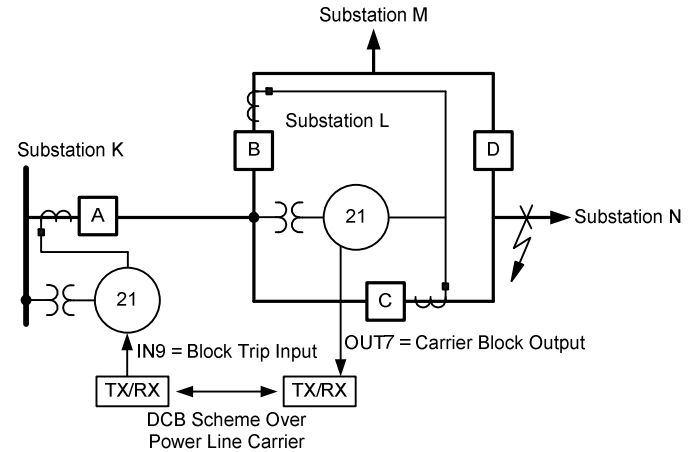 Substation M
Substation L
Substation K
B
D
A
21
Substation N
21
C
IN9 = Block Trip Input
OUT7 = Carrier Block Output
TX/RX
TX/RX
DCB Scheme Over
Power Line Carrier